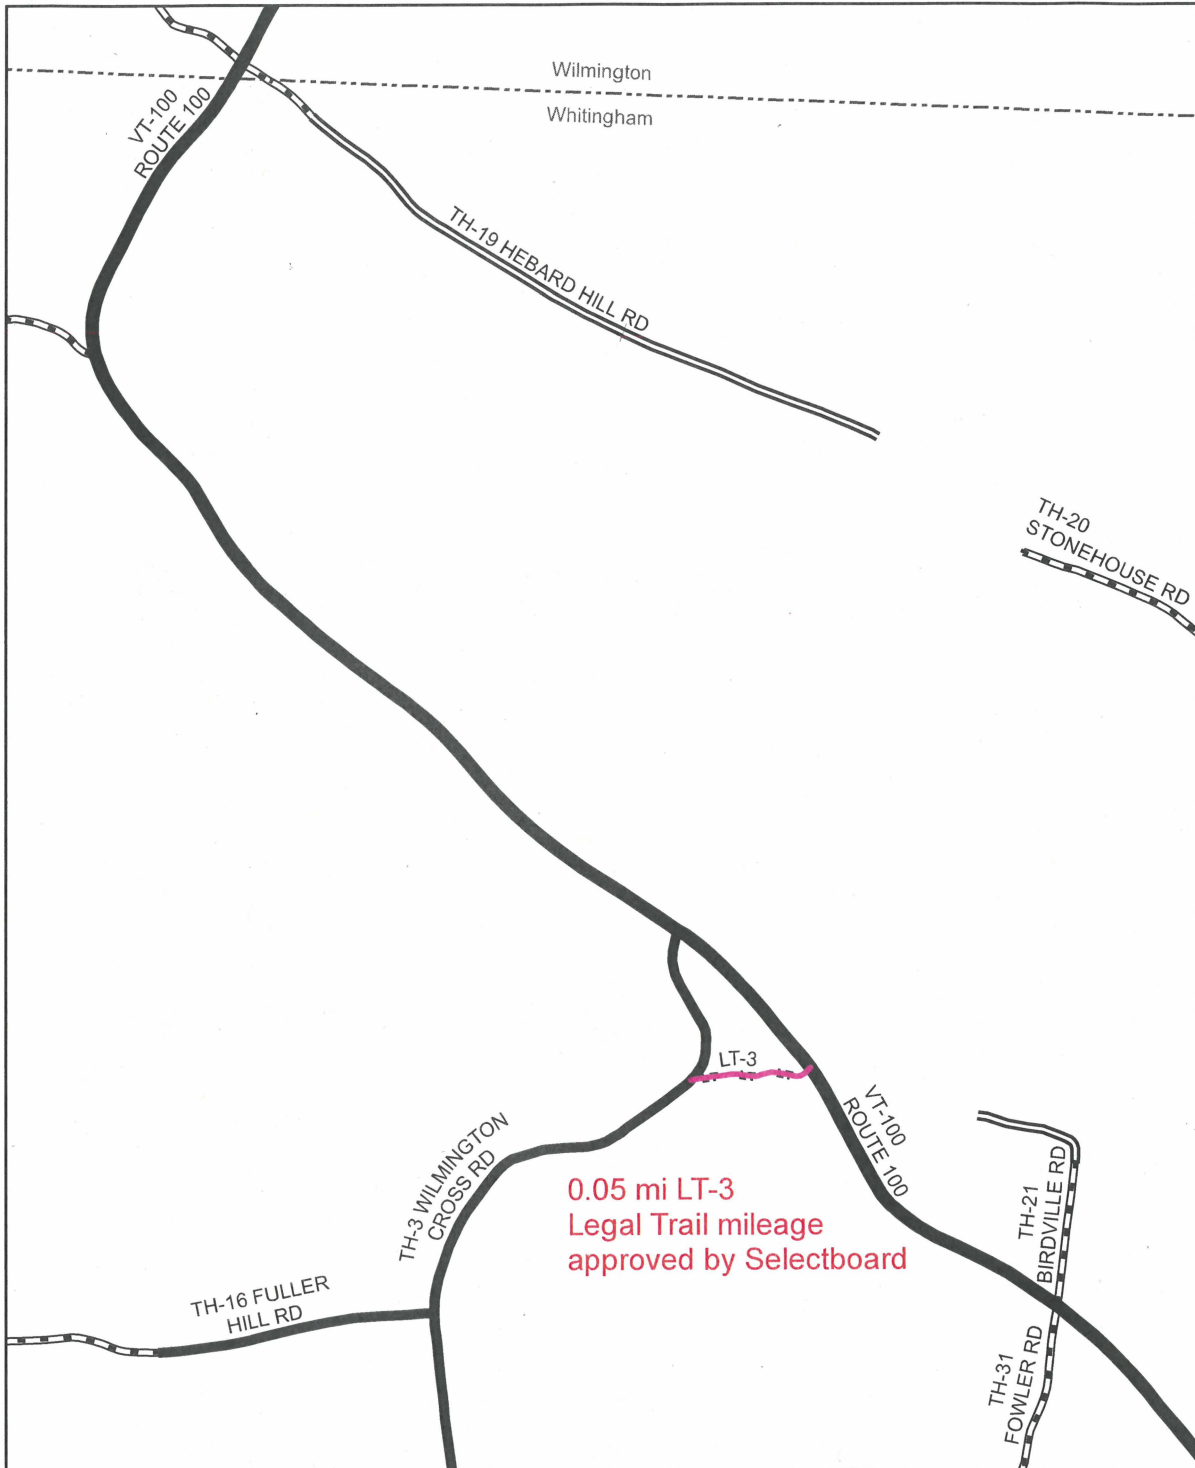 Wilmington
Whitingham
VT-100
ROUTE 100
TH-19 HEBARD HILL RD
TH-20
STONEHOUSE RD
LT-3
VT-100
ROUTE 100
TH-3 WILMINGTON
CROSS RD
0.05 mi LT-3
Legal Trail mileage
approved by Selectboard
TH-21
BIRDVILLE RD
TH-16 FULLER
HILL RD
TH-31
FOWLER RD